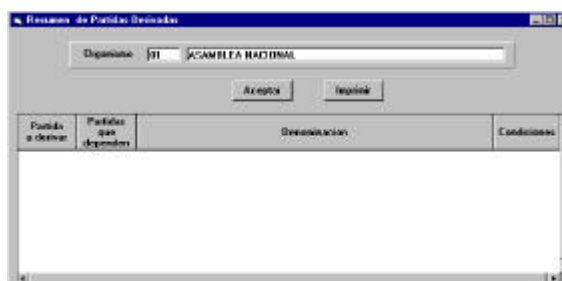 Resumen de Partidas Derivadas
Organismo 01 ASAMBLEA NACIONAL
Aceptar Imprimir
Partida a derivar
Partidas que dependen
Denominacion
Condiciones